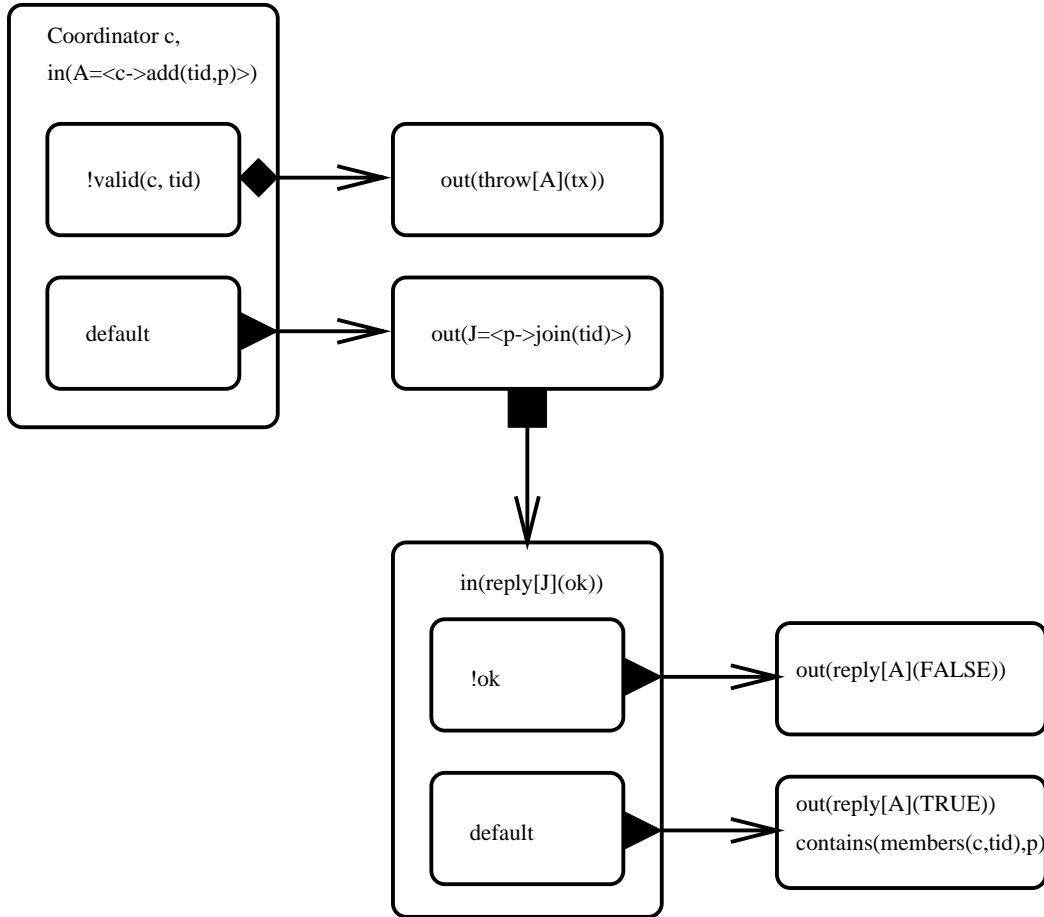 Coordinator c,
in(A=<c->add(tid,p)>)
!valid(c, tid)
out(throw[A](tx))
default
out(J=<p->join(tid)>)
in(reply[J](ok))
!ok
out(reply[A](FALSE))
default
out(reply[A](TRUE))
contains(members(c,tid),p)